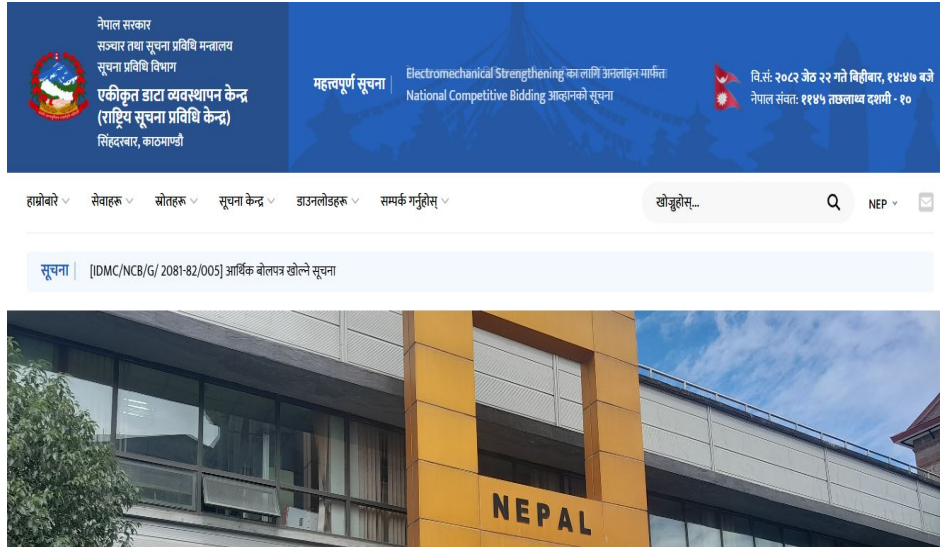 नेपाल सरकार
सञ्चार तथा सूचना प्रविधि मन्त्रालय
सूचना प्रविधि विभाग
एकीकृत डाटा व्यवस्थापन केन्द्र
(राष्ट्रिय सूचना प्रविधि केन्द्र)
सिंहदरबार, काठमाण्डौ
महत्त्वपूर्ण सूचना
Electromechanical Strengthening का लागि अनलाइन मार्फत
National Competitive Bidding आव्हानको सूचना
वि.सं: २०८२ जेठ २२ गते बिहीबार, १४:४७ बजे
नेपाल संवत: ११४५ तछलाथ्व दशमी - १०
हाम्रोबारे
सेवाहरू
स्रोतहरू
सूचना केन्द्र
डाउनलोडहरू
सम्पर्क गर्नुहोस्
खोज्नुहोस्...
NEP
सूचना
[IDMC/NCB/G/ 2081-82/005] आर्थिक बोलपत्र खोल्ने सूचना
NEPAL